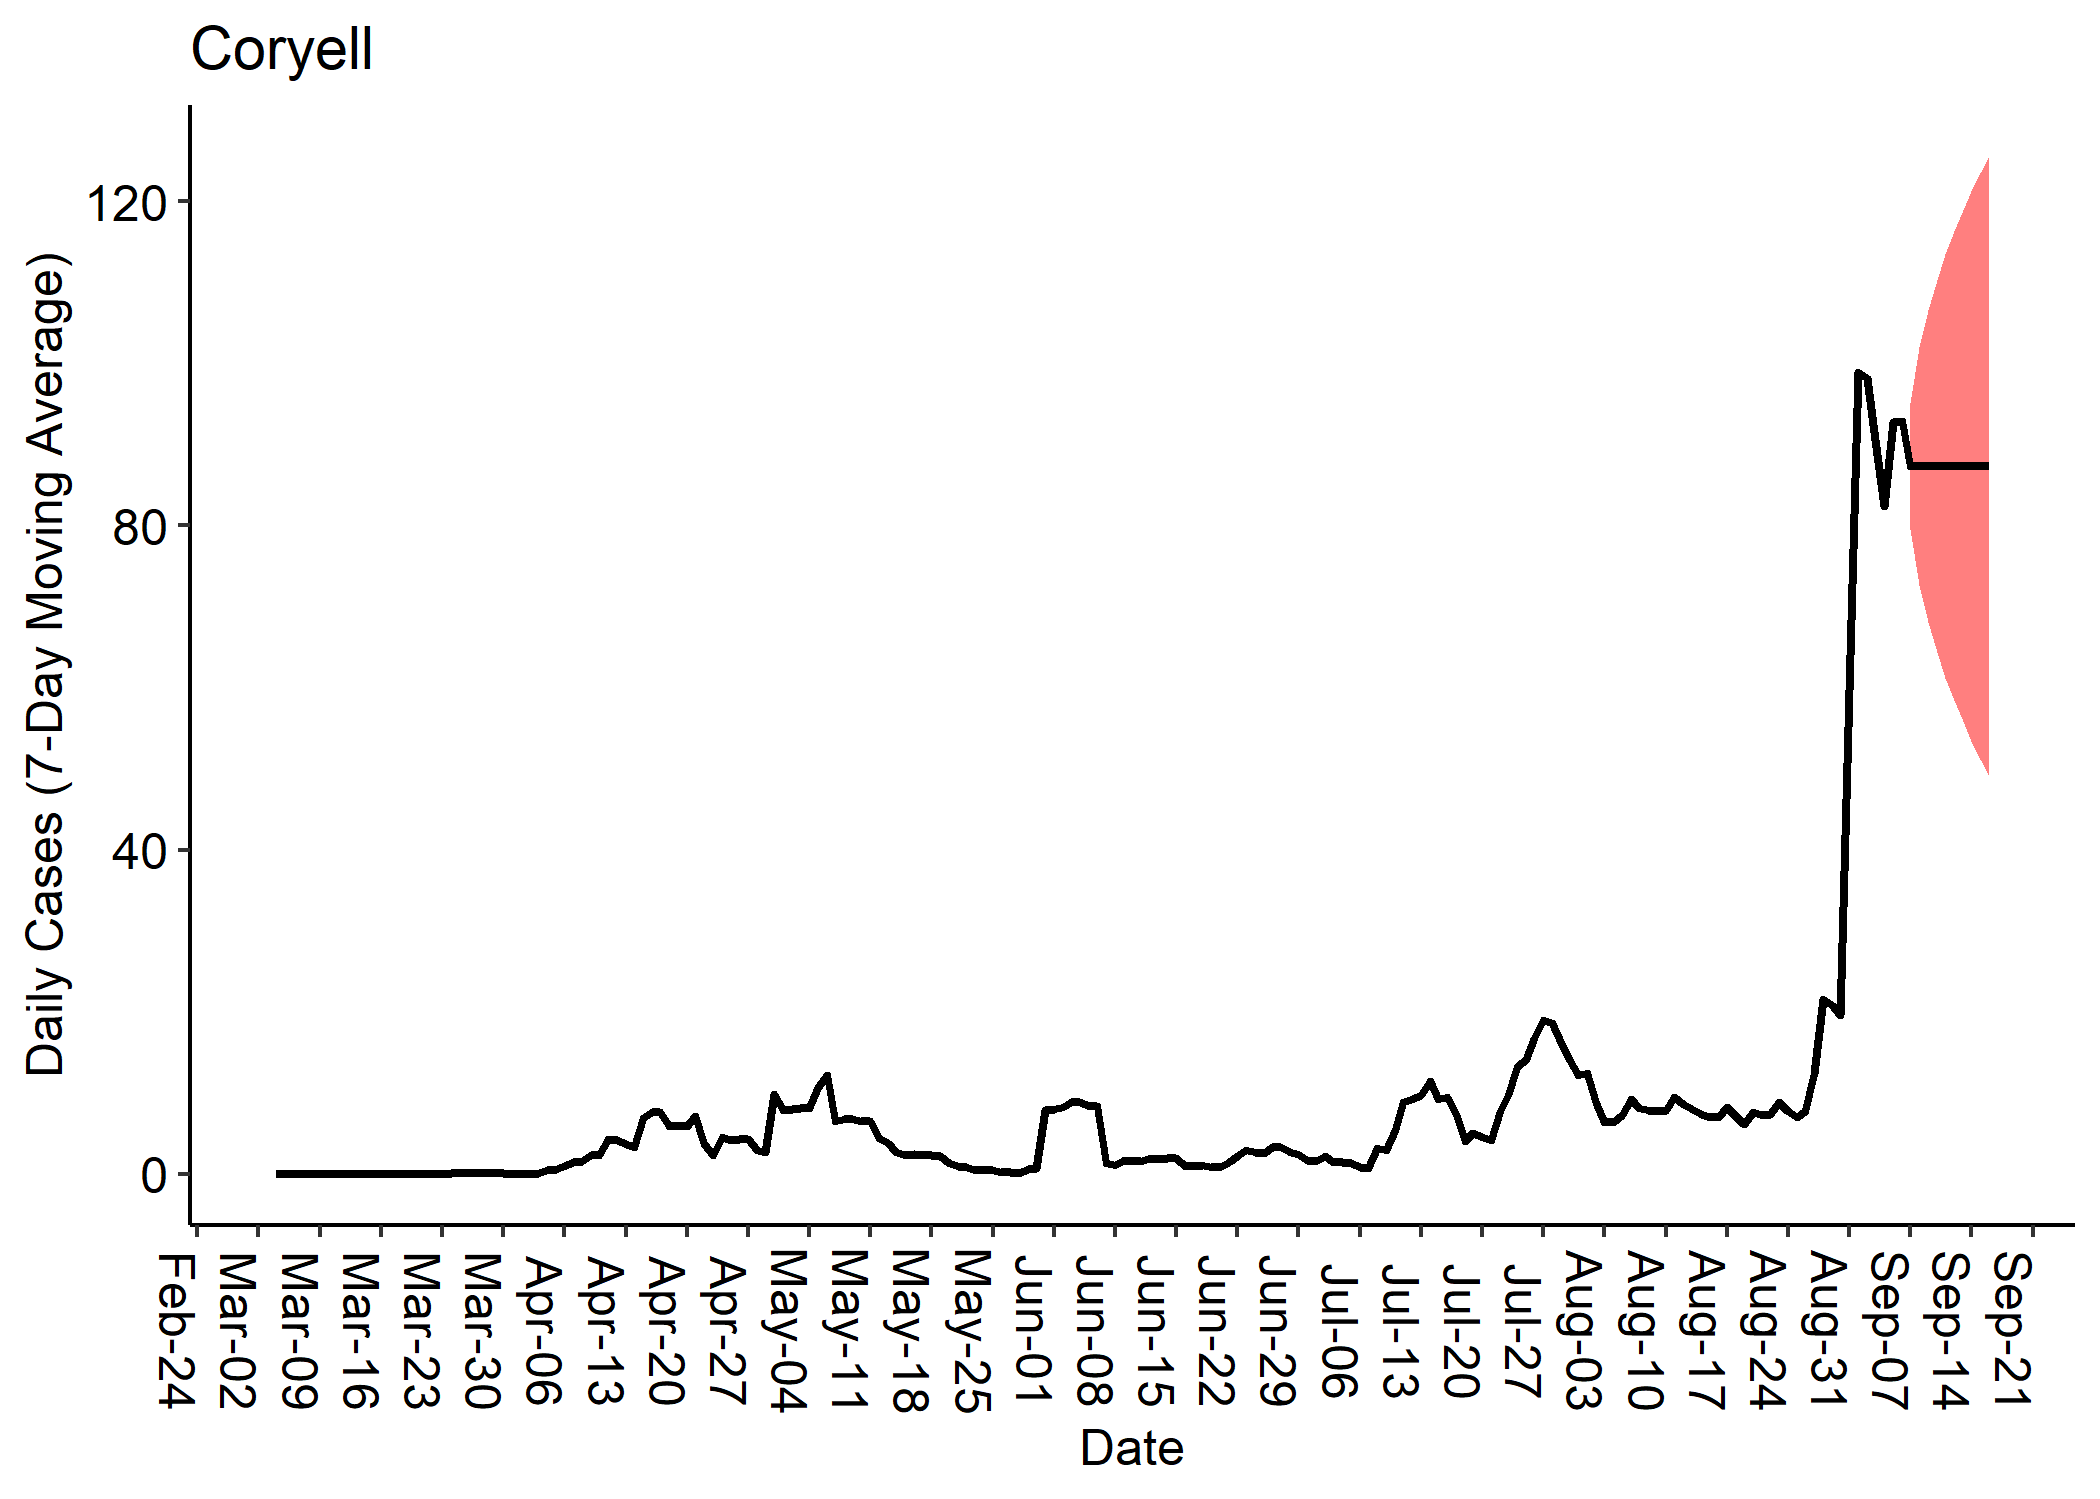 Coryell
Daily Cases (7-Day Moving Average)
120
80
40
0
Feb-24
Mar-02
Mar-09
Mar-16
Mar-23
Mar-30
Apr-06
Apr-13
Apr-20
Apr-27
May-04
May-11
May-18
May-25
Jun-01
Jun-08
Jun-15
Jun-22
Jun-29
Jul-06
Jul-13
Jul-20
Jul-27
Aug-03
Aug-10
Aug-17
Aug-24
Aug-31
Sep-07
Sep-14
Sep-21
Date